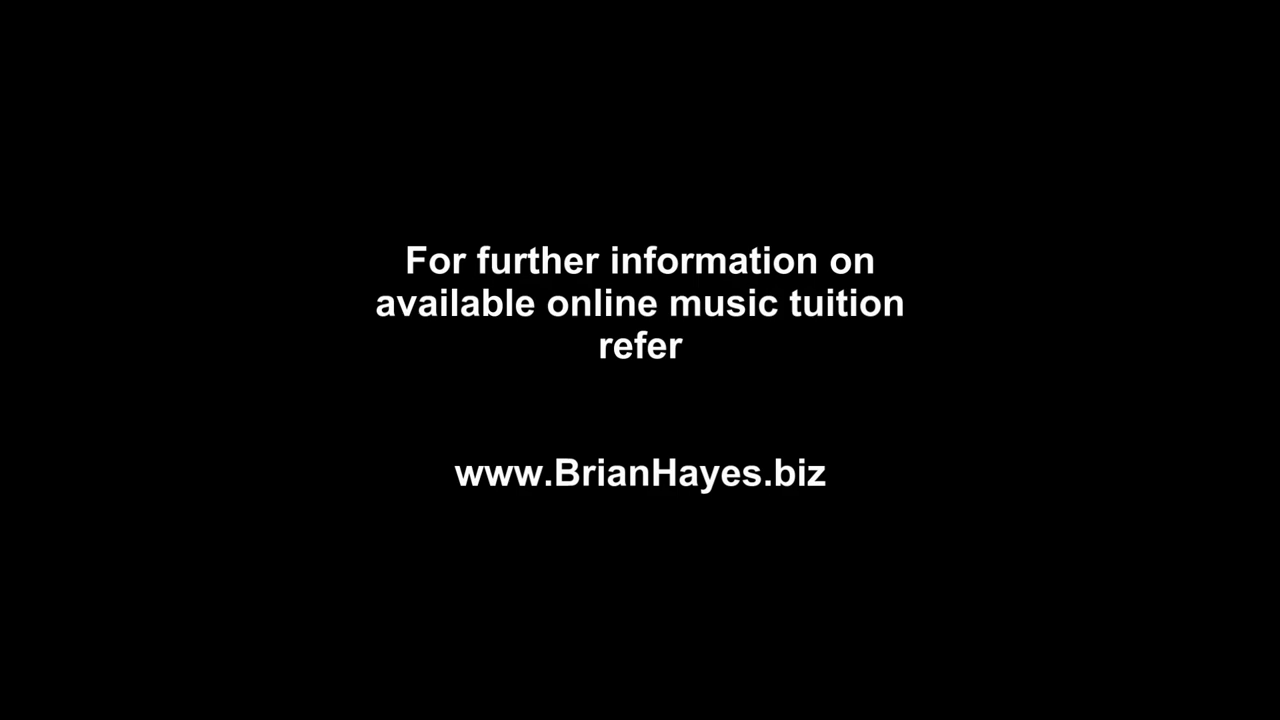 For further information on
available online music tuition
refer
www.BrianHayes.biz